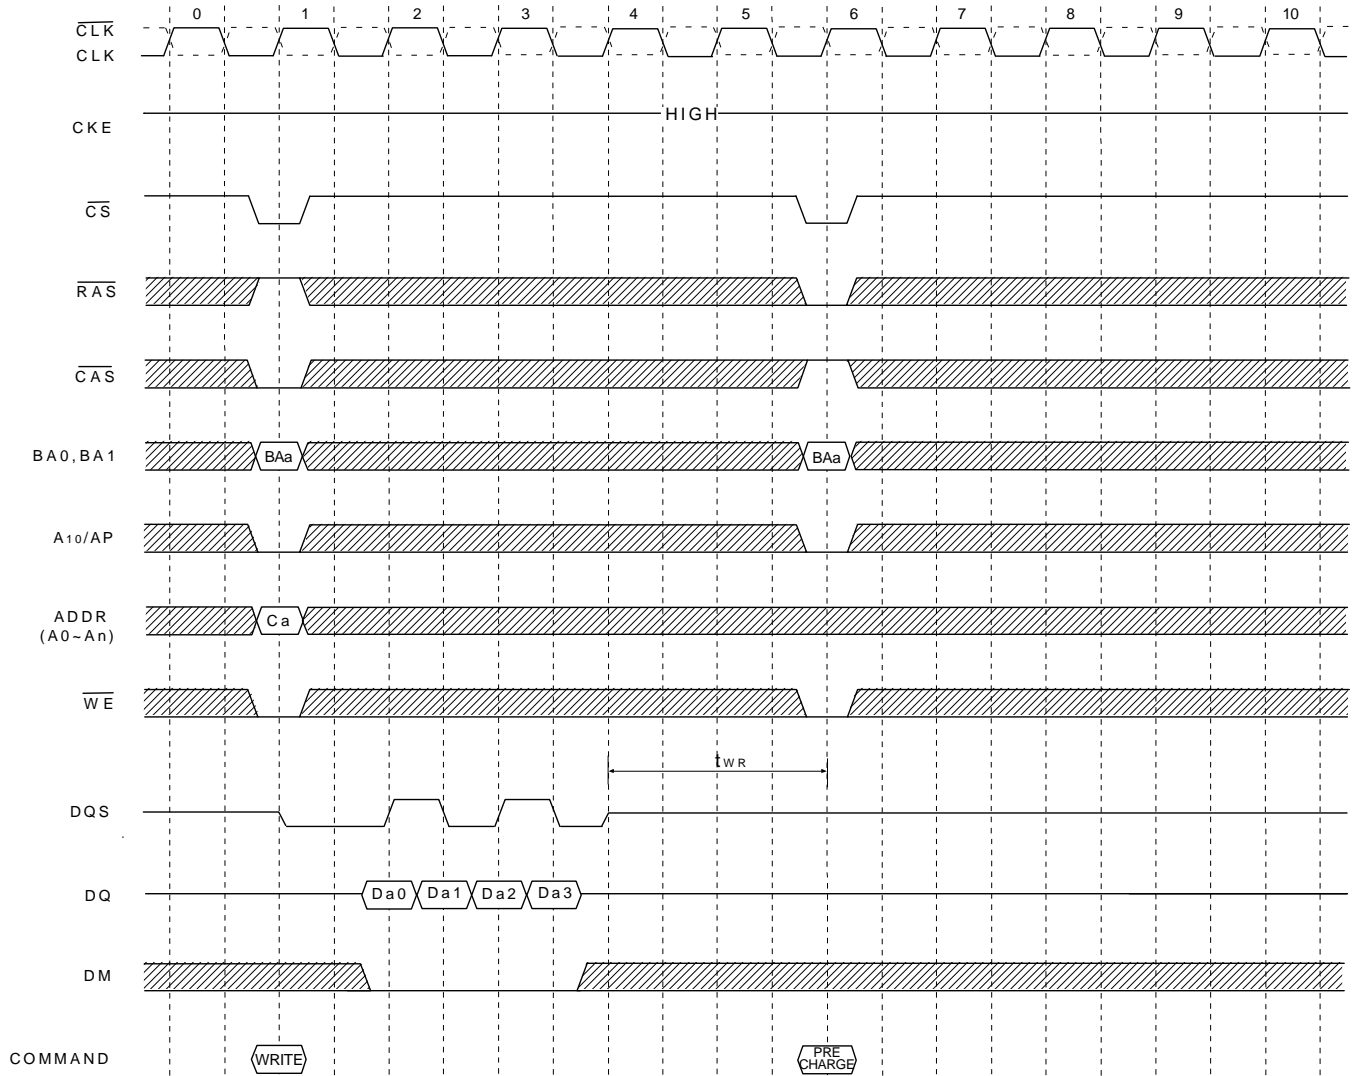 0 1 2 3 4 5 6 7 8 9 10
CLK
CLK
HIGH
CKE
CS
RAS
CAS
BA0,BA1 BAa BAa
A10/AP
ADDR
(A0~An) Ca
WE
tWR
DQS
DQ Da0 Da1 Da2 Da3
DM
COMMAND WRITE PRE
CHARGE